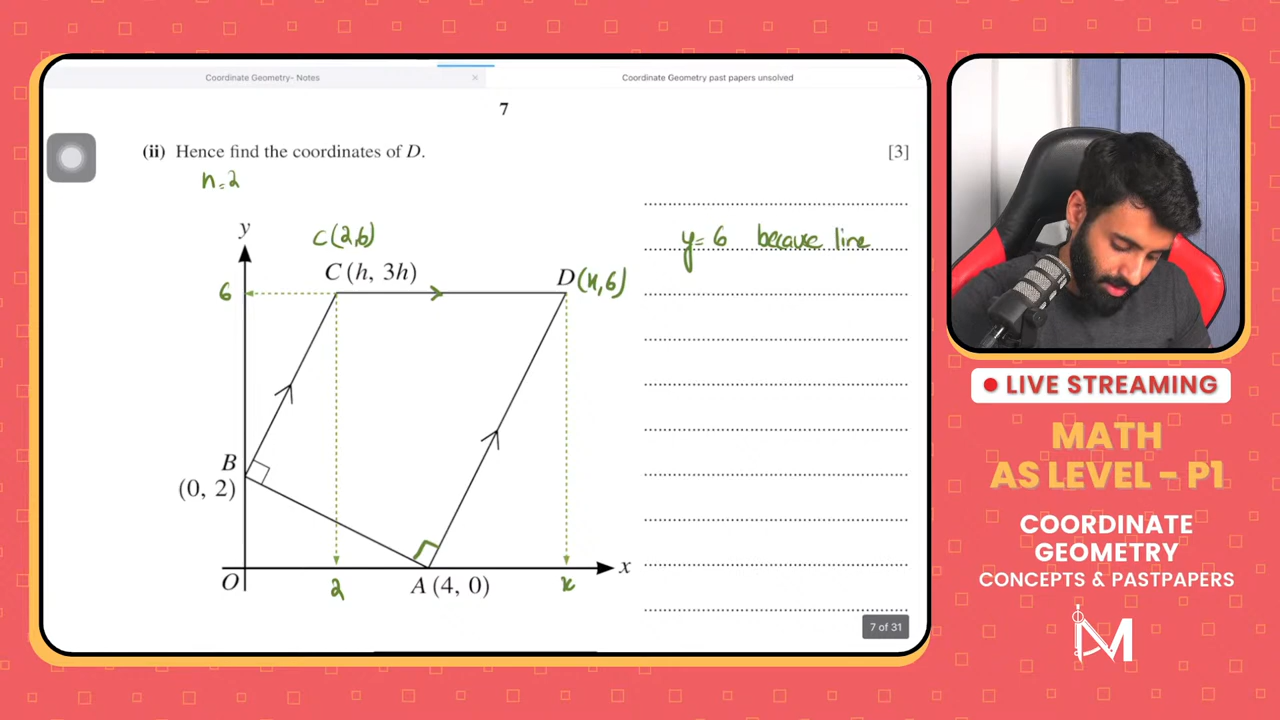 Coordinate Geometry- Notes
×
Coordinate Geometry past papers unsolved
×
7
(ii) Hence find the coordinates of D.
[3]
h=2
y
C(2,6)
C (h, 3h)
D(x,6)
6
y= 6 because line
B
(0, 2)
O
2
A (4, 0)
x
x
7 of 31
LIVE STREAMING
MATH
AS LEVEL - P1
COORDINATE
GEOMETRY
CONCEPTS & PASTPAPERS
M